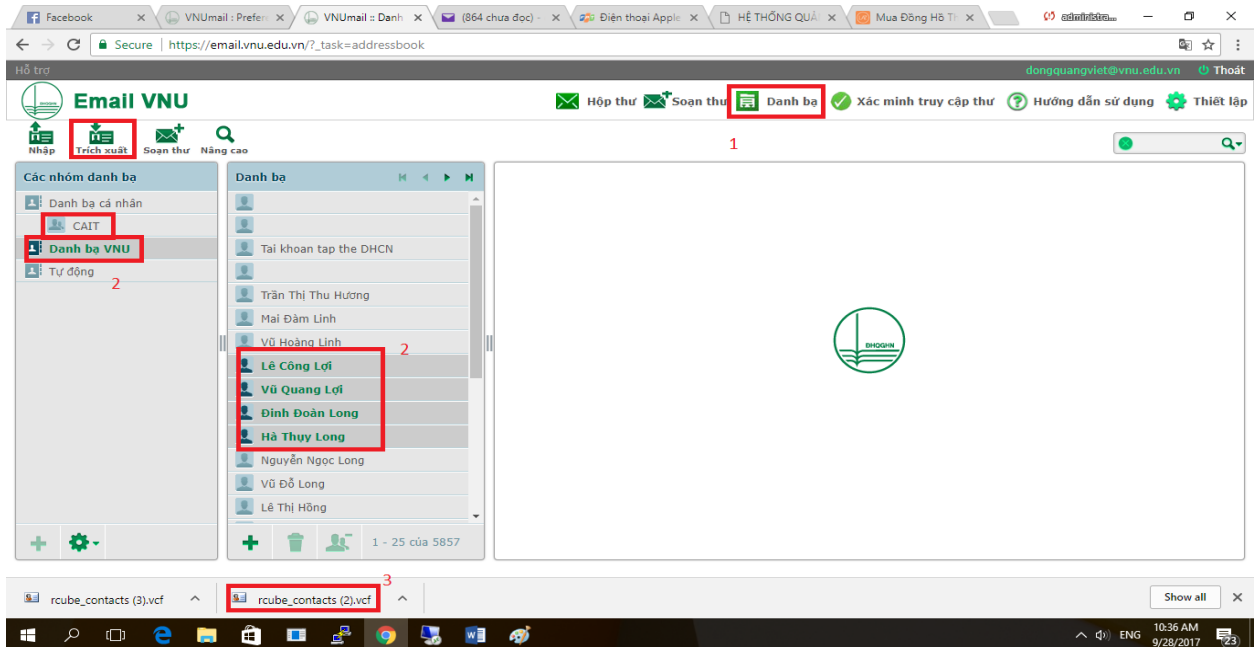 Facebook
VNUmail : Prefer
VNUmail :: Danh
(864 chưa đọc) -
Điện thoại Apple
HỆ THỐNG QUẢ
Mua Đồng Hồ Th
administra...
Secure | https://email.vnu.edu.vn/?_task=addressbook
Hỗ trợ
dongquangviet@vnu.edu.vn
Thoát
Email VNU
Hộp thư
Soạn thư
Danh bạ
Xác minh truy cập thư
Hướng dẫn sử dụng
Thiết lập
1
Nhập
Trích xuất
Soạn thư
Nâng cao
Các nhóm danh bạ
Danh bạ cá nhân
CAIT
Danh bạ VNU
Tự động
2
Danh bạ
Tai khoan tap the DHCN
Trần Thị Thu Hương
Mai Đàm Linh
Vũ Hoàng Linh
2
Lê Công Lợi
Vũ Quang Lợi
Đinh Đoàn Long
Hà Thụy Long
Nguyễn Ngọc Long
Vũ Đỗ Long
Lê Thị Hồng
1 - 25 của 5857
ĐHQGHN
3
rcube_contacts (3).vcf
rcube_contacts (2).vcf
Show all
ENG
10:36 AM
9/28/2017
23